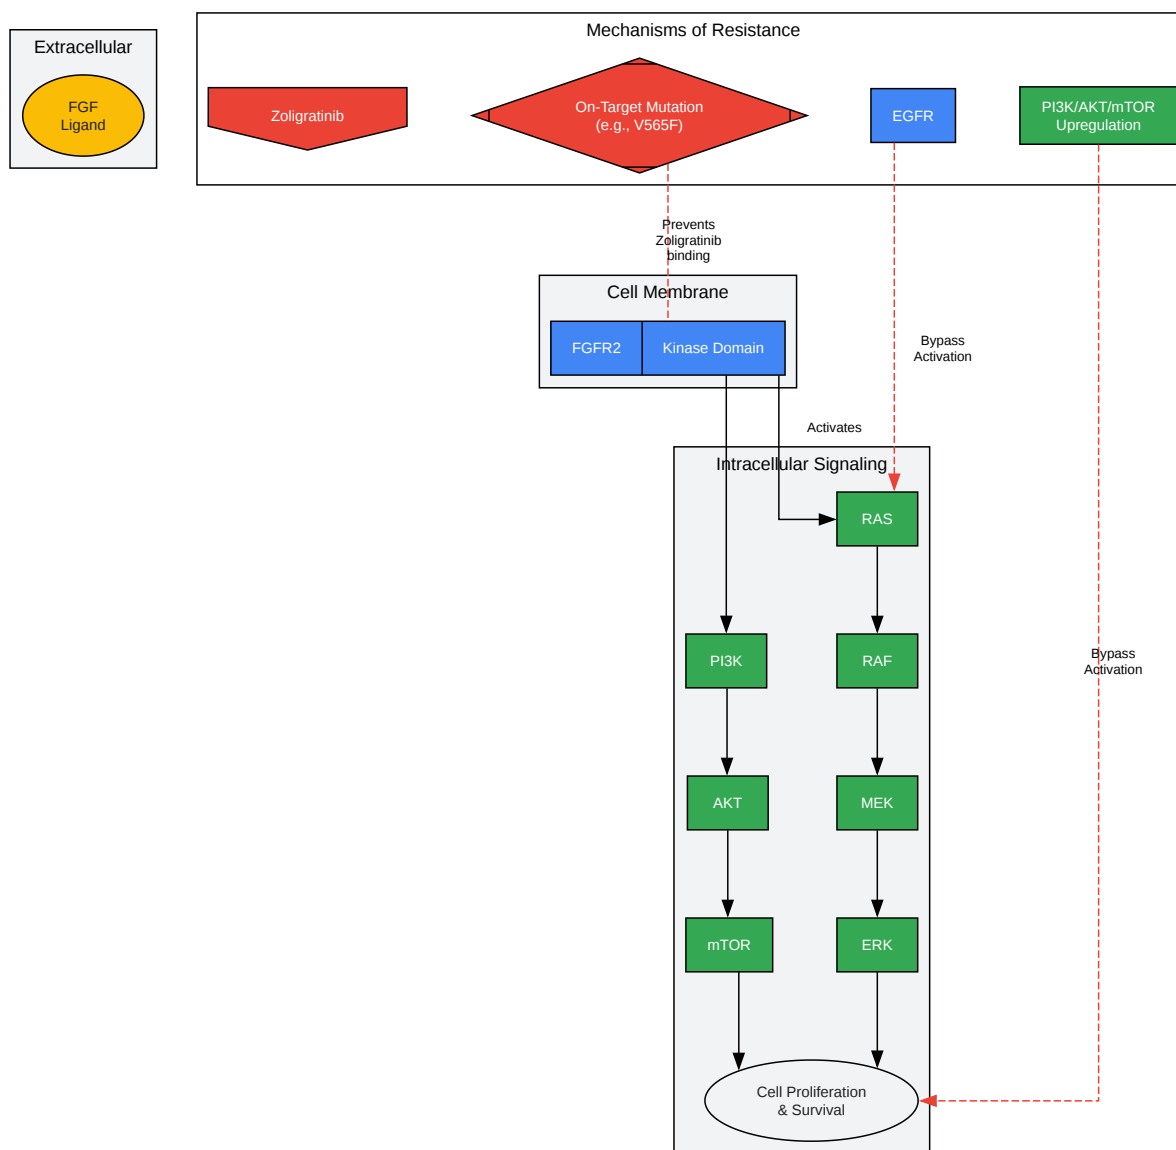 Mechanisms of Resistance
Extracellular
FGF
Ligand
Zoligratinib
On-Target Mutation
(e.g., V565F)
EGFR
PI3K/AKT/mTOR
Upregulation
Prevents
Zoligratinib
binding
Cell Membrane
FGFR2
Kinase Domain
Bypass
Activation
Activates
Intracellular Signaling
RAS
PI3K
RAF
Bypass
Activation
AKT
MEK
mTOR
ERK
Cell Proliferation
& Survival